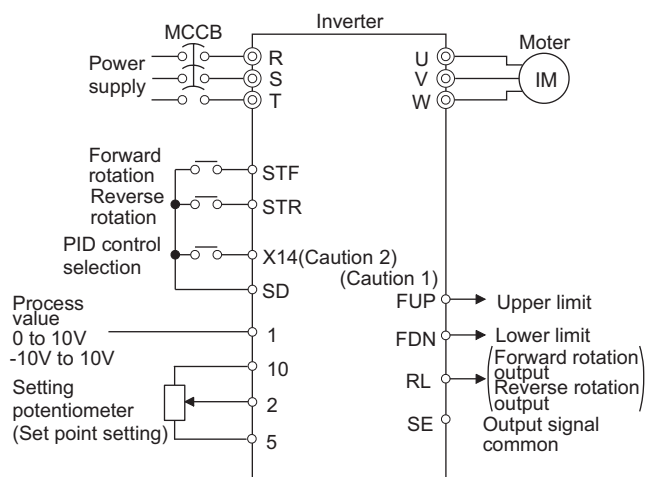 Inverter
MCCB
Power
supply
R
S
T
U
V
W
Moter
IM
Forward
rotation
Reverse
rotation
PID control
selection
STF
STR
X14(Caution 2)
SD
(Caution 1)
FUP
Upper limit
FDN
Lower limit
RL
Forward rotation
output
Reverse rotation
output
SE
Output signal
common
Process
value
0 to 10V
-10V to 10V
1
Setting
potentiometer
(Set point setting)
10
2
5